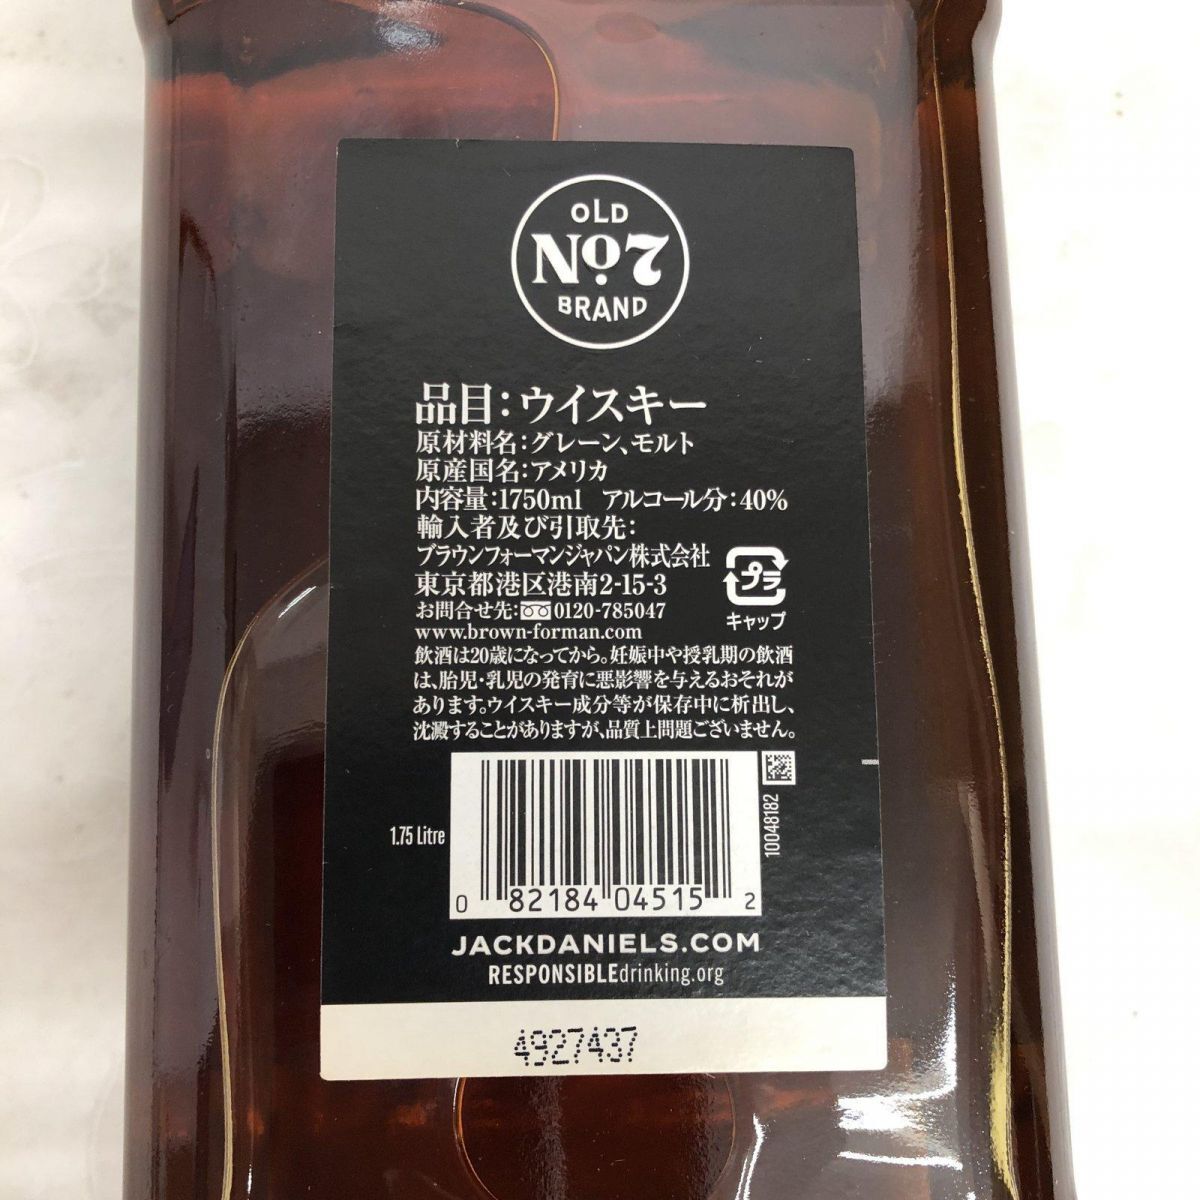 OLD
No.7
BRAND
品目：ウイスキー
原材料名：グレーン、モルト
原産国名：アメリカ
内容量：1750ml アルコール分：40%
輸入者及び引取先：
ブラウンフォーマンジャパン株式会社
東京都港区港南2-15-3
お問合せ先：0120-785047
www.brown-forman.com
プラ
キャップ
飲酒は20歳になってから。妊娠中や授乳期の飲酒
は、胎児・乳児の発育に悪影響を与えるおそれが
あります。ウイスキー成分等が保存中に析出し、
沈澱することがありますが、品質上問題ございません。
1.75 Litre
10048182
0 82184 04515 2
JACKDANIELS.COM
RESPONSIBLEdrinking.org
4927437